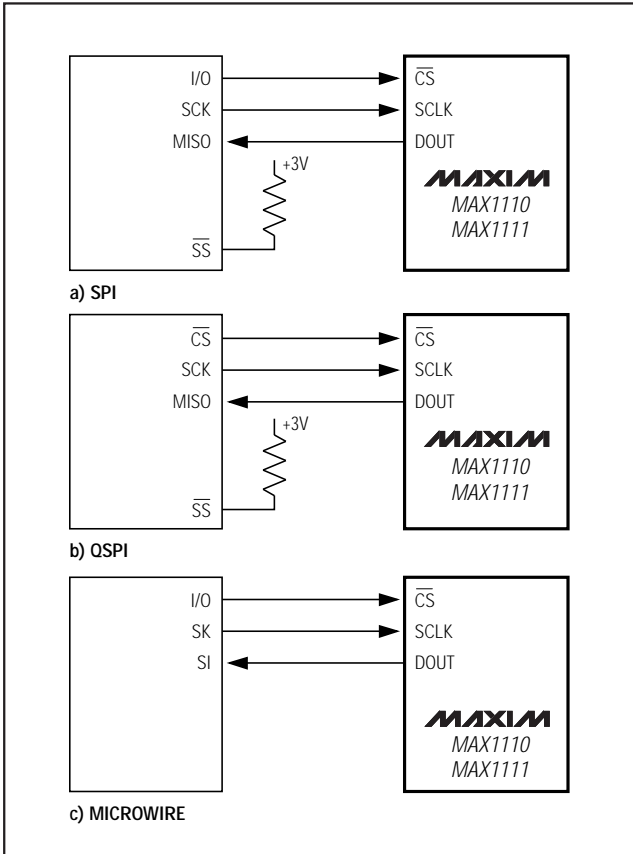 I/O CS
SCK SCLK
MISO DOUT
+3V
MAXIM
MAX1110
MAX1111
SS
a) SPI
CS CS
SCK SCLK
MISO DOUT
+3V
MAXIM
MAX1110
MAX1111
SS
b) QSPI
I/O CS
SK SCLK
SI DOUT
MAXIM
MAX1110
MAX1111
c) MICROWIRE